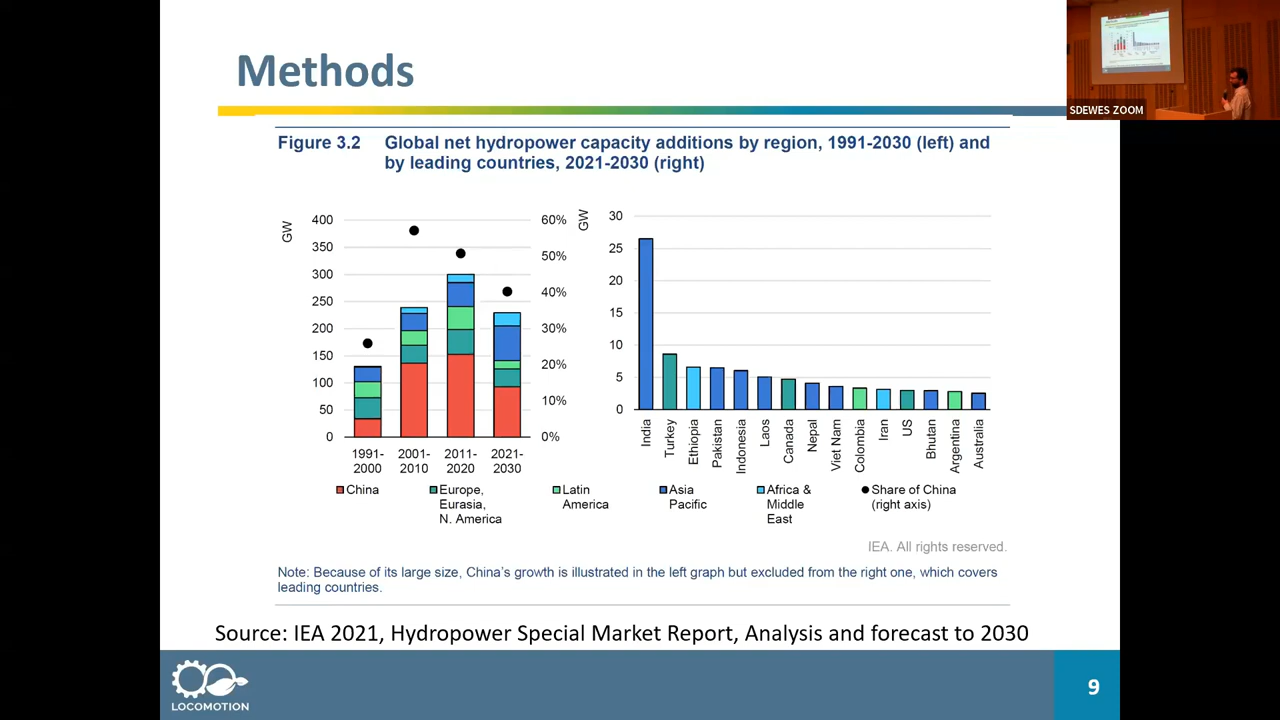 Methods
SDEWES ZOOM
Figure 3.2 Global net hydropower capacity additions by region, 1991-2030 (left) and
by leading countries, 2021-2030 (right)
GW
400
350
300
250
200
150
100
50
0
60%
50%
40%
30%
20%
10%
0%
1991-
2000
2001-
2010
2011-
2020
2021-
2030
GW
30
25
20
15
10
5
0
India
Turkey
Ethiopia
Pakistan
Indonesia
Laos
Canada
Nepal
Viet Nam
Colombia
Iran
US
Bhutan
Argentina
Australia
China
Europe,
Eurasia,
N. America
Latin
America
Asia
Pacific
Africa &
Middle
East
Share of China
(right axis)
IEA. All rights reserved.
Note: Because of its large size, China's growth is illustrated in the left graph but excluded from the right one, which covers
leading countries.
Source: IEA 2021, Hydropower Special Market Report, Analysis and forecast to 2030
LOCOMOTION
9